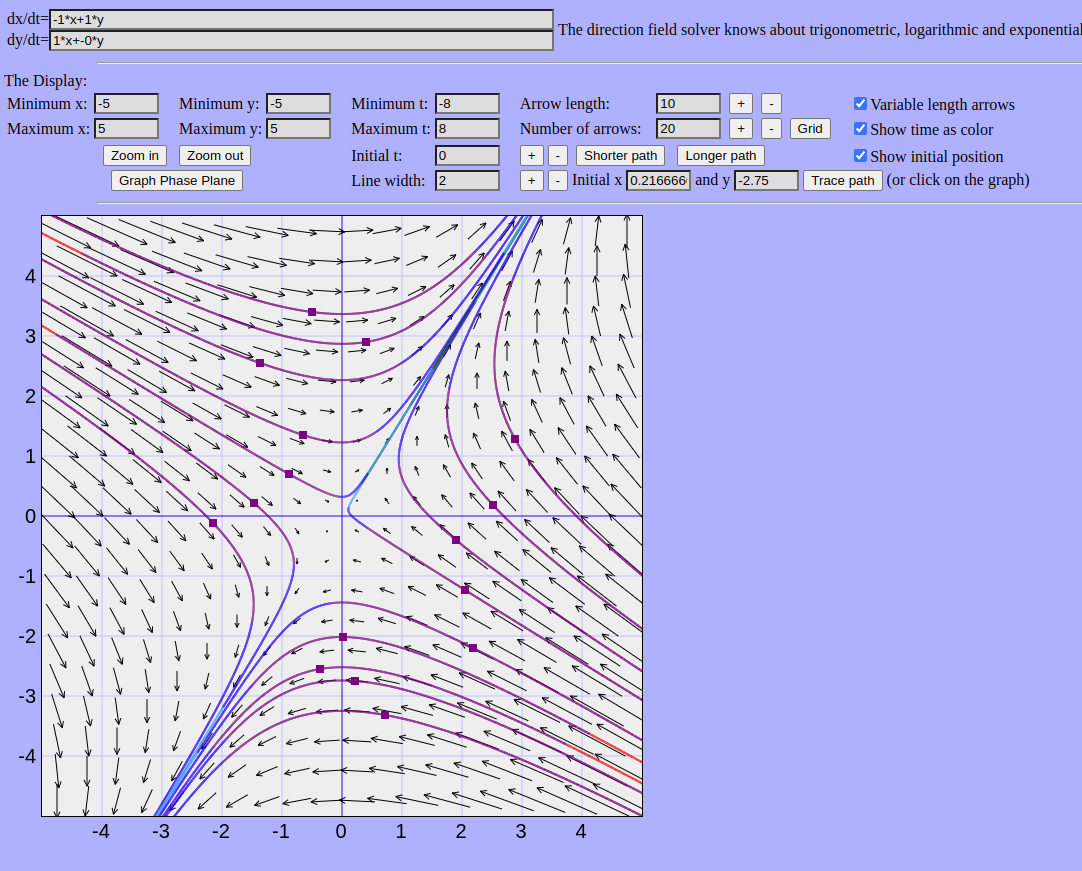 dx/dt= -1*x+1*y
dy/dt= 1*x+-0*y
The direction field solver knows about trigonometric, logarithmic and exponential
The Display:
Minimum x: -5 Minimum y: -5 Minimum t: -8 Arrow length: 10 + - Variable length arrows
Maximum x: 5 Maximum y: 5 Maximum t: 8 Number of arrows: 20 + - Grid Show time as color
Zoom in Zoom out Initial t: 0 + - Shorter path Longer path Show initial position
Graph Phase Plane Line width: 2 + - Initial x 0.216666 and y -2.75 Trace path (or click on the graph)
4
3
2
1
0
-1
-2
-3
-4
-4 -3 -2 -1 0 1 2 3 4